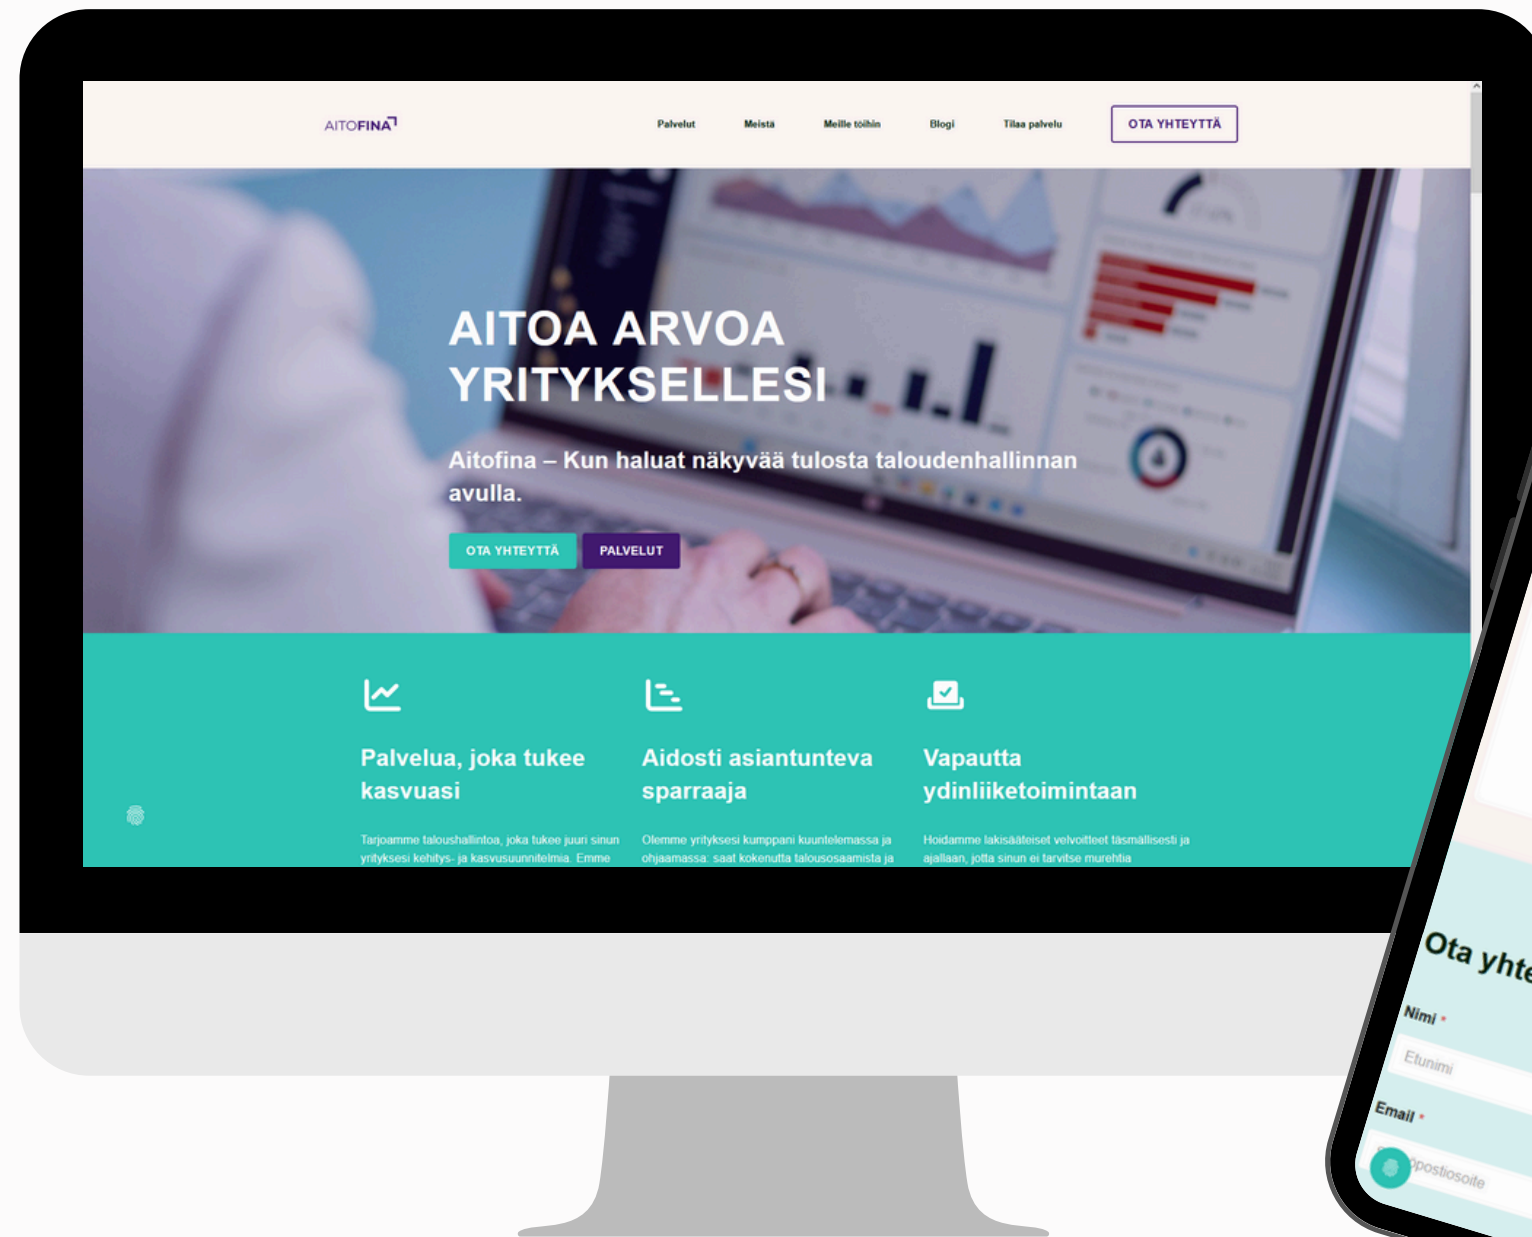 AITOFINA
Palvelut
Meistä
Meille töihin
Blogi
Tilaa palvelu
OTA YHTEYTTÄ
AITOA ARVOA
YRITYKSELLESI
Aitofina – Kun haluat näkyvää tulosta taloudenhallinnan
avulla.
OTA YHTEYTTÄ
PALVELUT
Palvelua, joka tukee
kasvuasi
Tarjoamme taloushallintoa, joka tukee juuri sinun
yrityksesi kehitys- ja kasvusuunnitelmia. Emme
Aidosti asiantunteva
sparraaja
Olemme yrityksesi kumppani kuuntelemassa ja
ohjaamassa: saat kokenutta talousosaamista ja
Vapautta
ydinliiketoimintaan
Hoidamme lakisääteiset velvoitteet täsmällisesti ja
ajallaan, jotta sinun ei tarvitse murehtia
Ota yhte
Nimi *
Etunimi
Email *
postiosoite